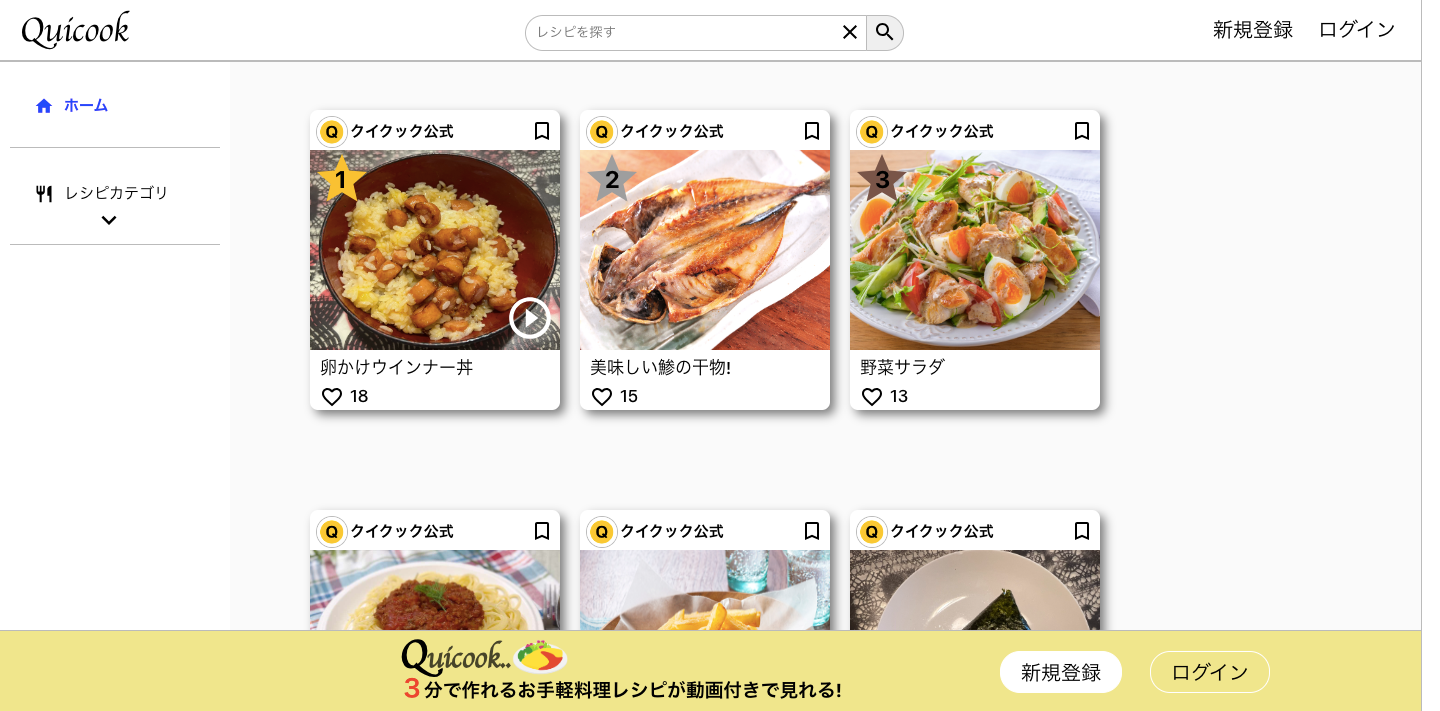 Quicook
レシピを探す
新規登録 ログイン
ホーム
レシピカテゴリ
Q クイクック公式
Q クイクック公式
Q クイクック公式
1
2
3
卵かけウインナー丼
美味しい鯵の干物!
野菜サラダ
18
15
13
Q クイクック公式
Q クイクック公式
Q クイクック公式
Quicook..
3分で作れるお手軽料理レシピが動画付きで見れる!
新規登録
ログイン